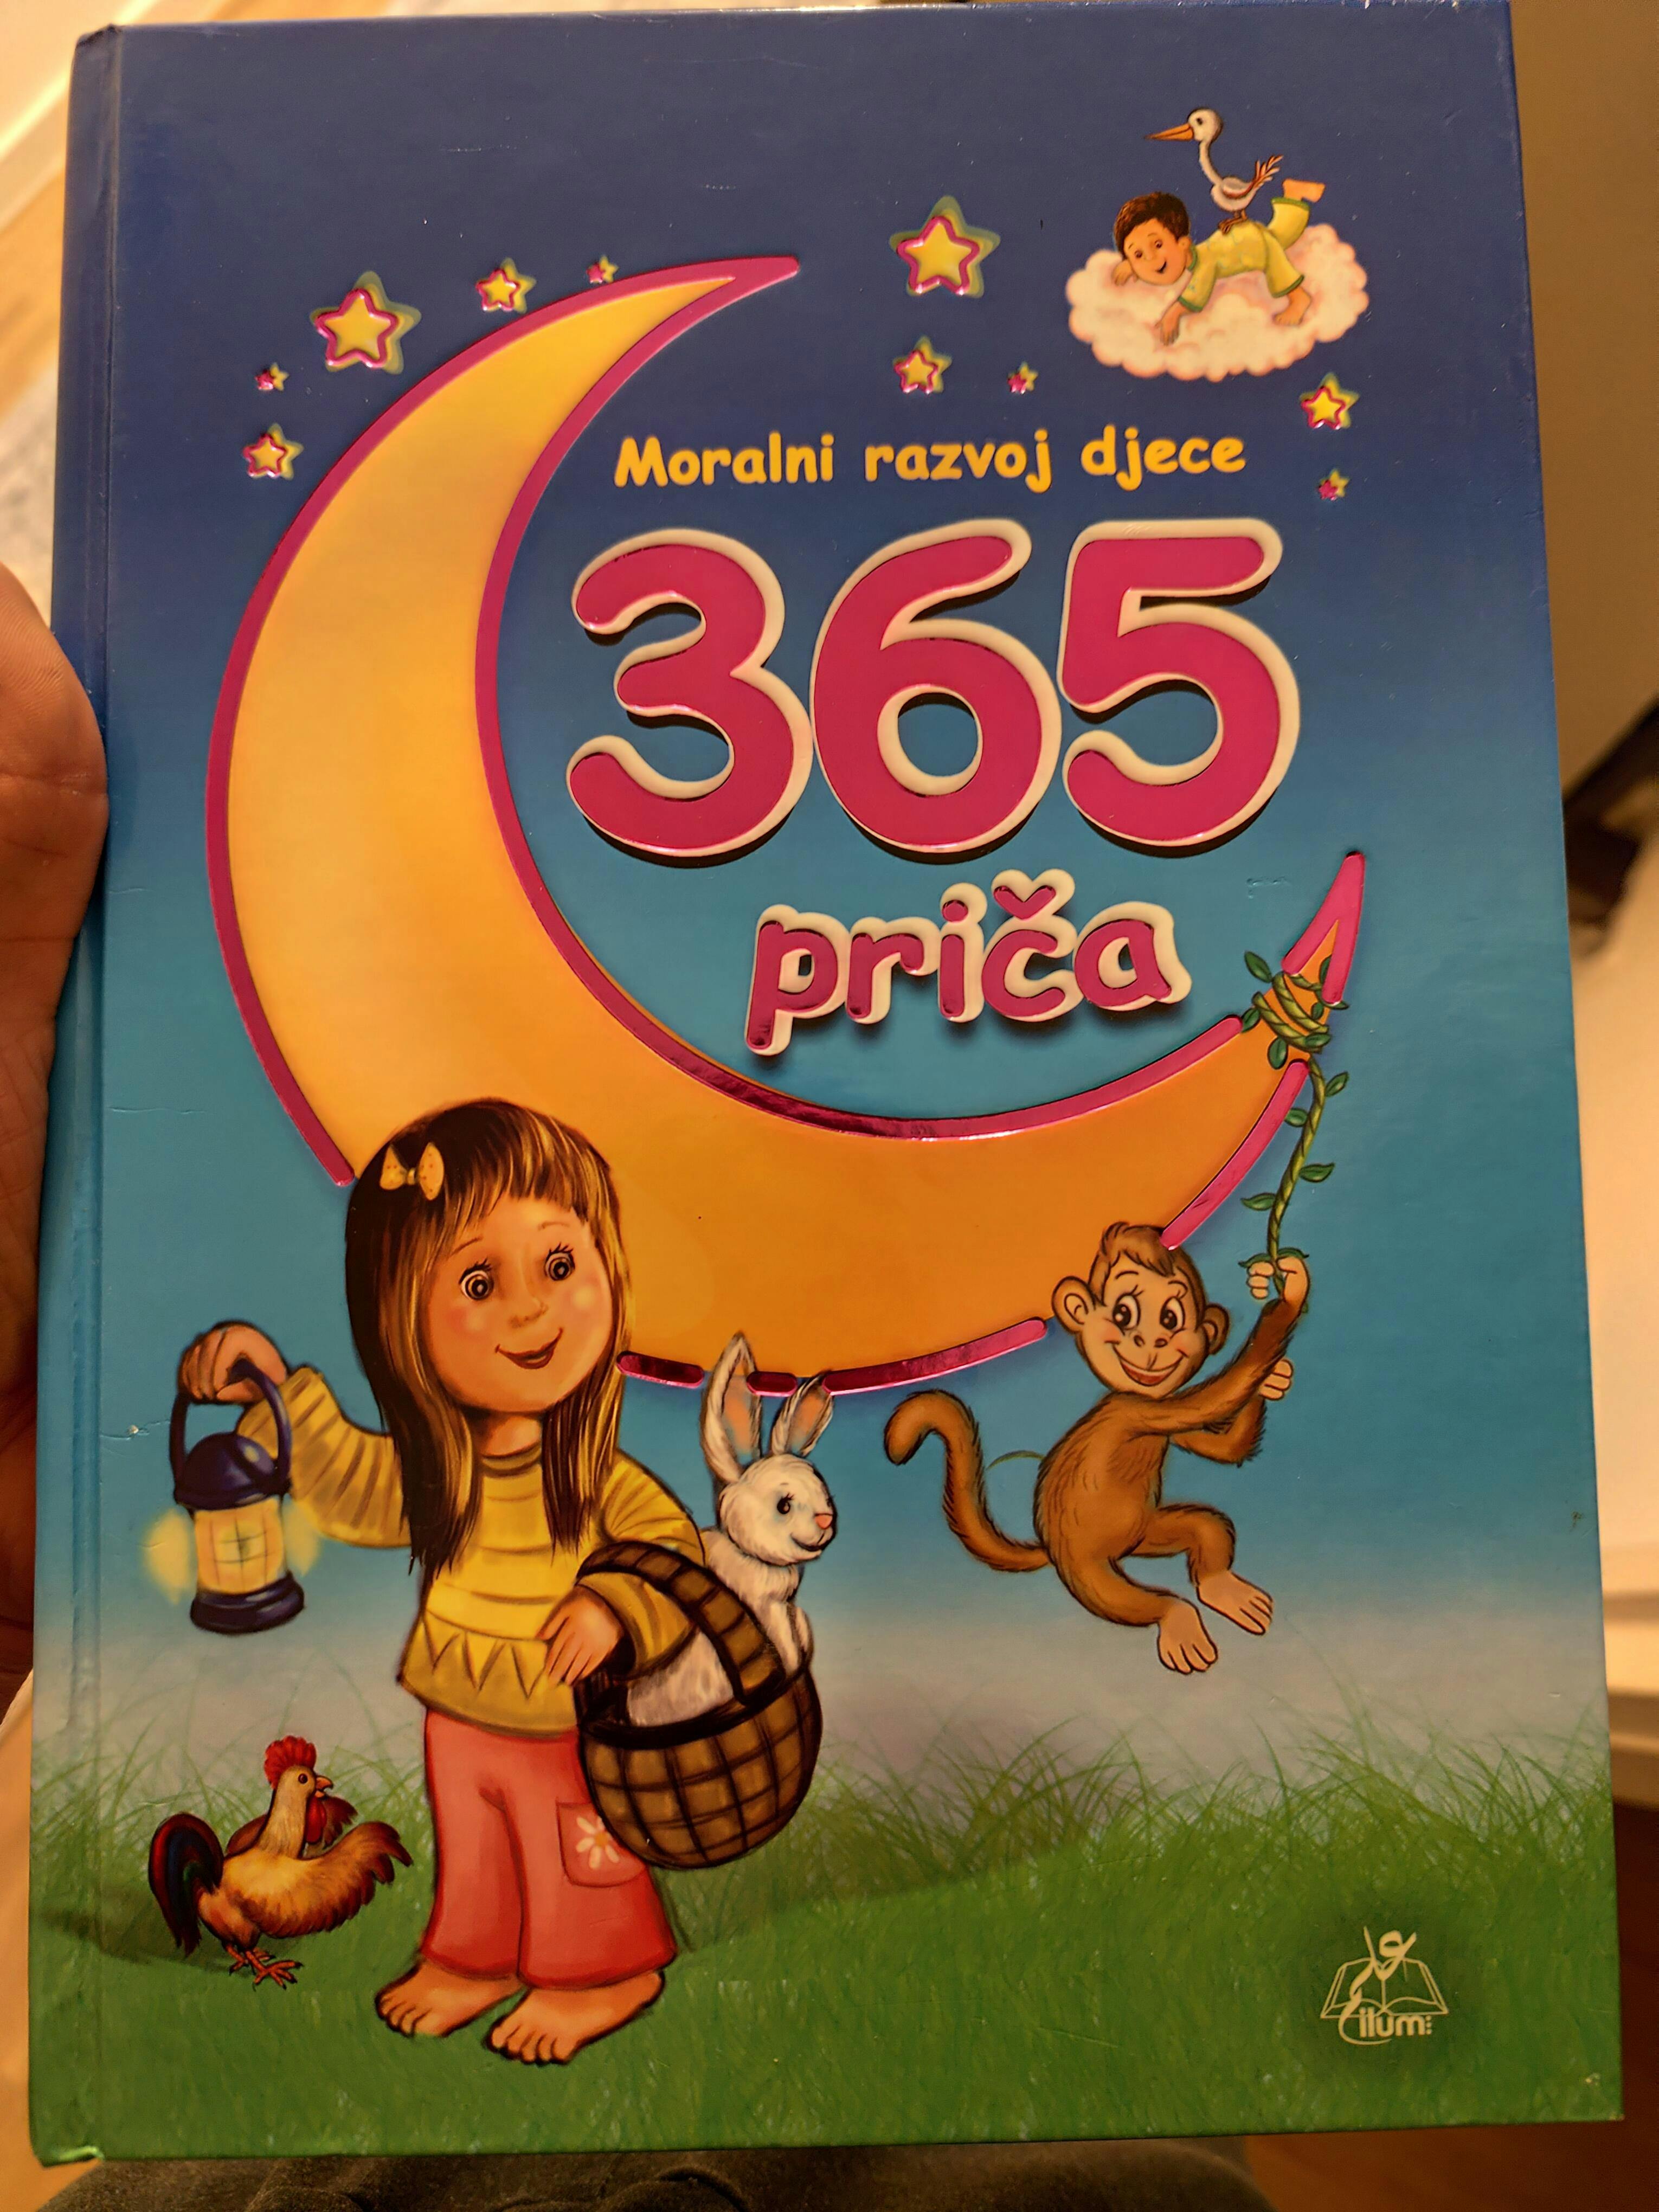 Moralni razvoj djece
365
priča
ilum